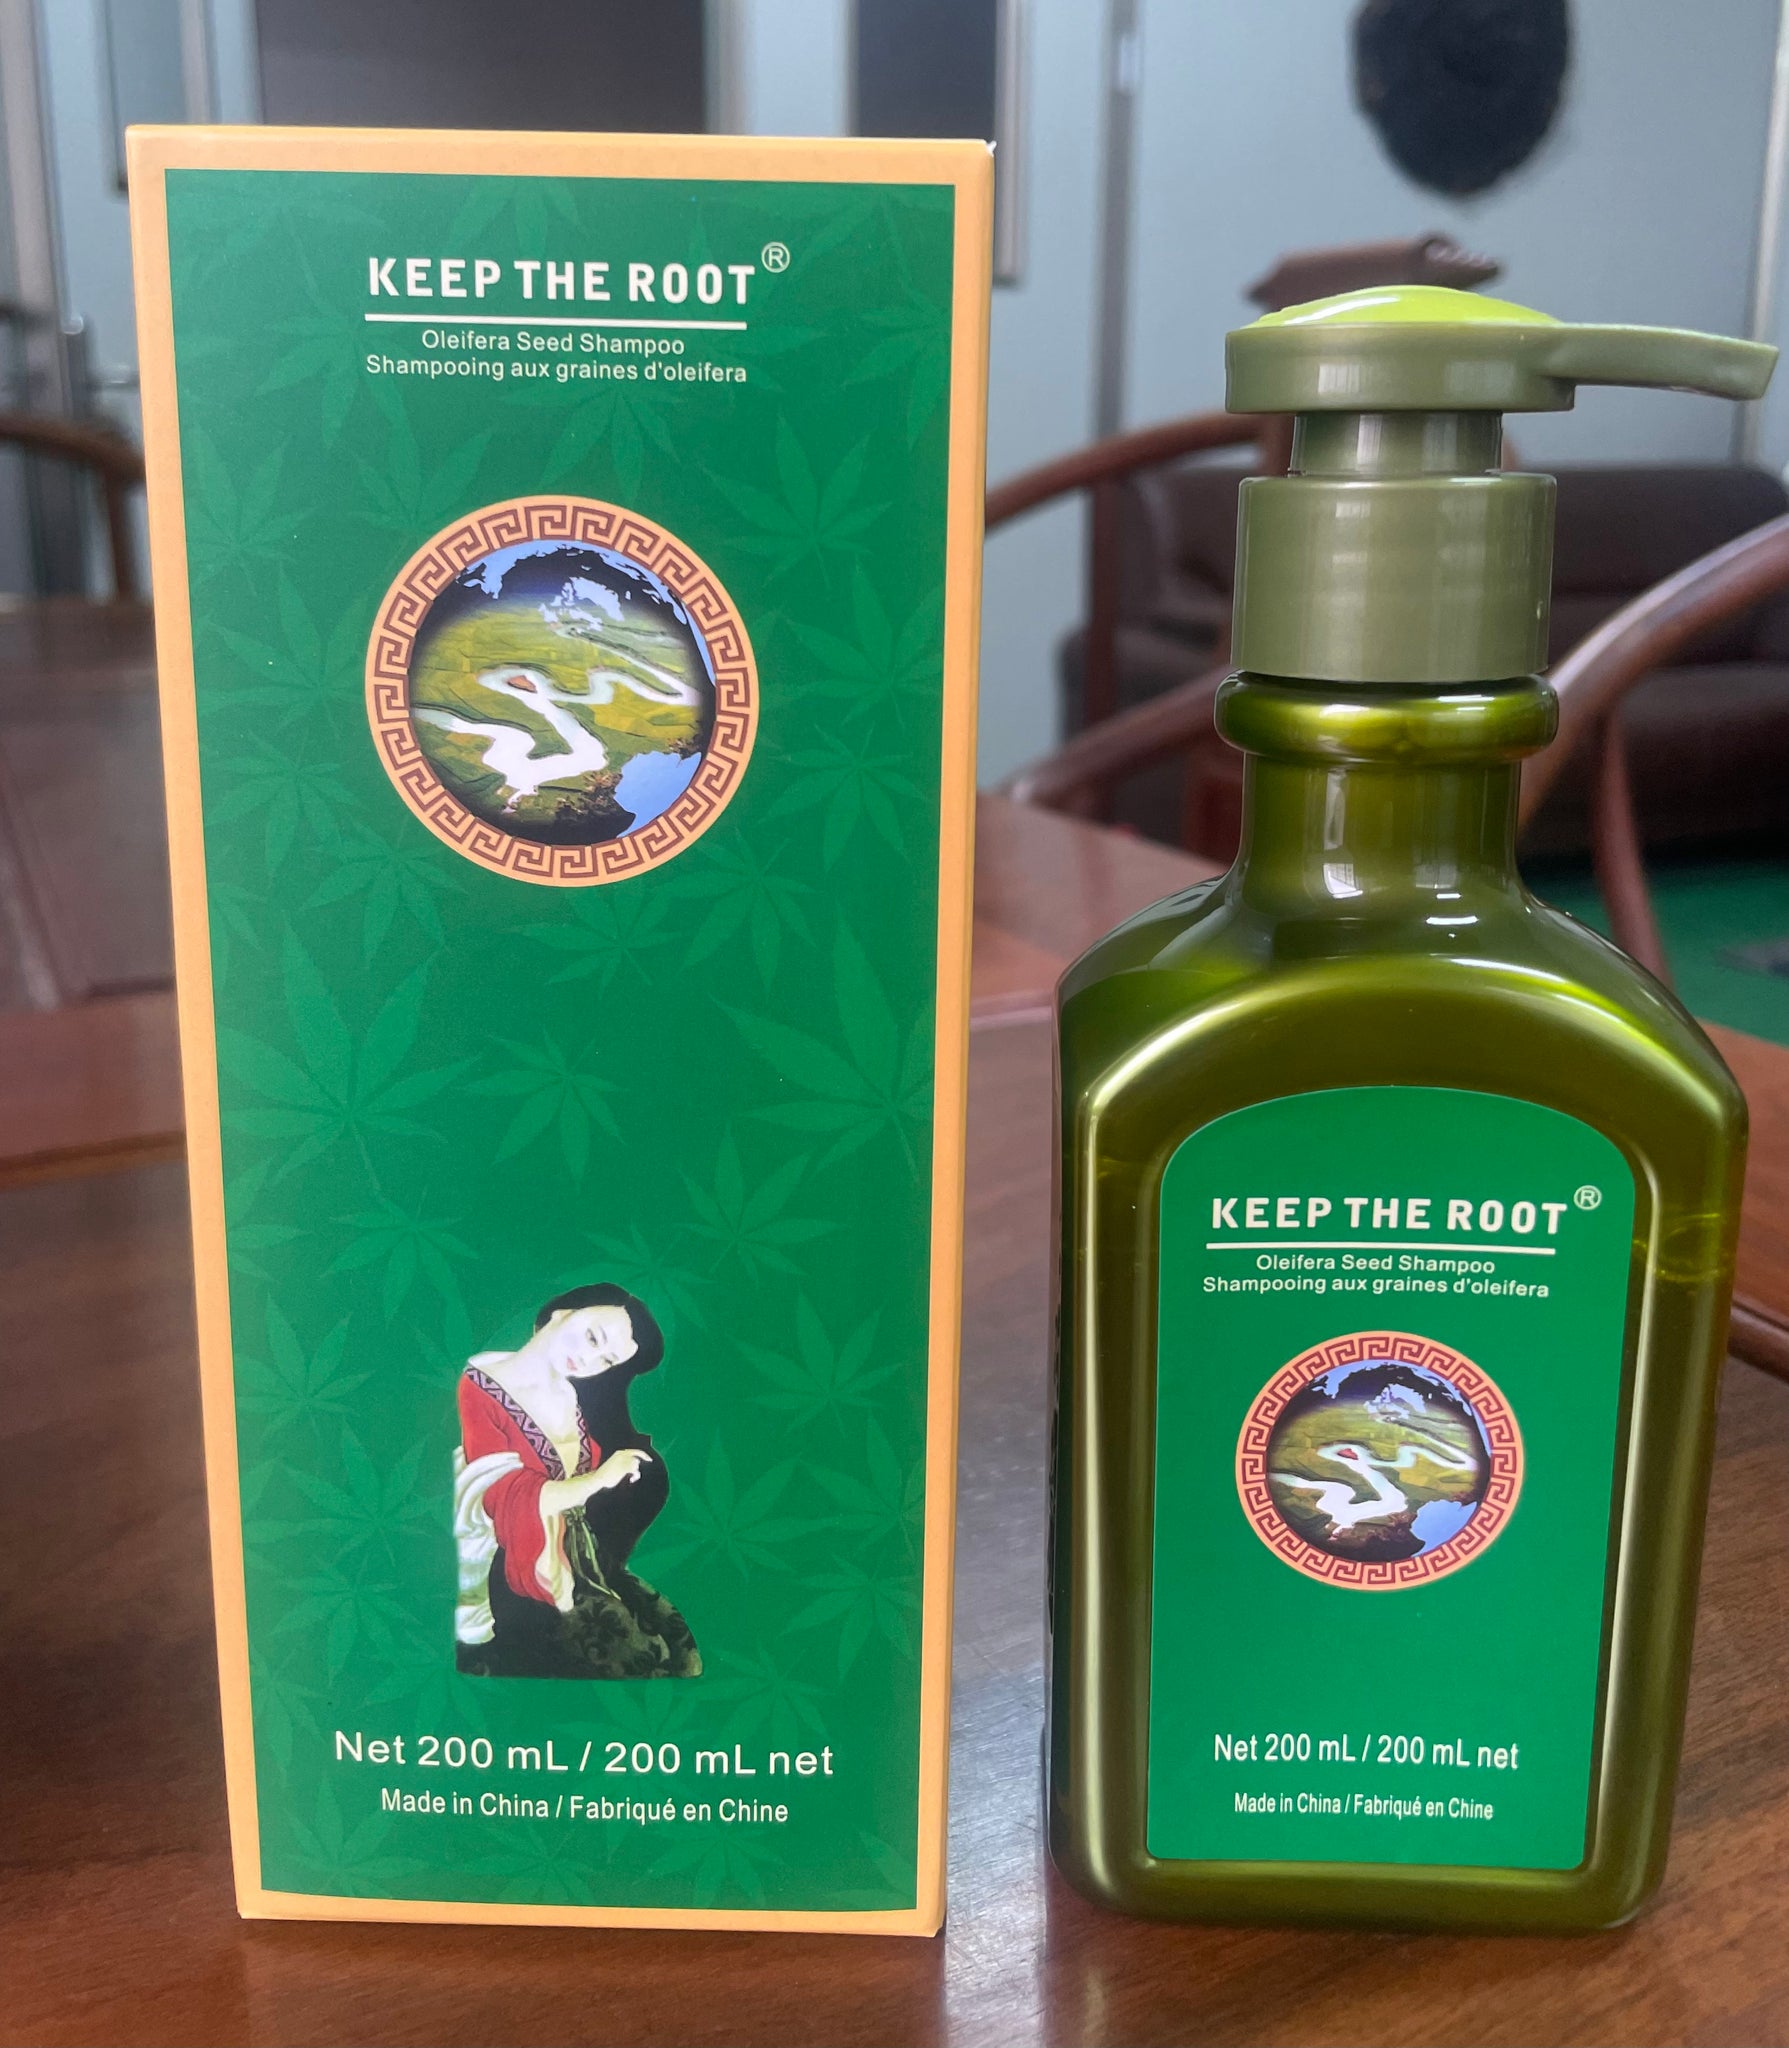 KEEP THE ROOT®
Oleifera Seed Shampoo
Shampooing aux graines d'oleifera
Net 200 mL / 200 mL net
Made in China / Fabriqué en Chine
KEEP THE ROOT®
Oleifera Seed Shampoo
Shampooing aux graines d'oleifera
Net 200 mL / 200 mL net
Made in China / Fabriqué en Chine